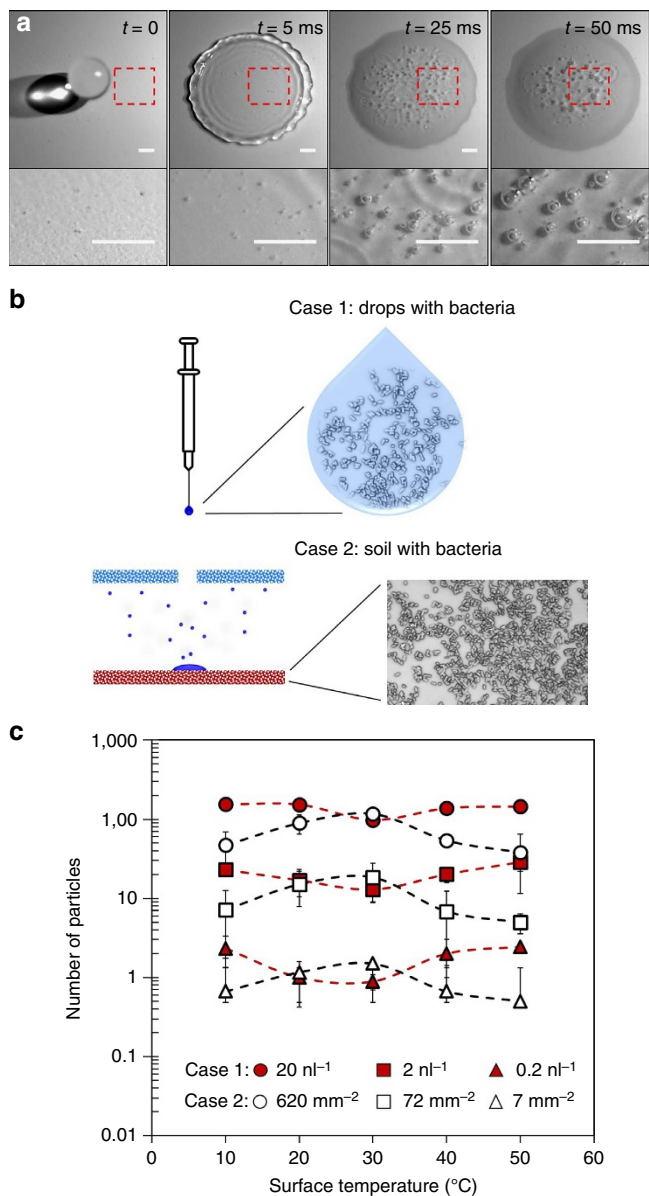 a
t = 0
t = 5 ms
t = 25 ms
t = 50 ms
b
Case 1: drops with bacteria
Case 2: soil with bacteria
c
1,000
1,00
10
1
0.1
0.01
Number of particles
Case 1: 20 nl⁻¹ 2 nl⁻¹ 0.2 nl⁻¹
Case 2: 620 mm⁻² 72 mm⁻² 7 mm⁻²
0 10 20 30 40 50 60
Surface temperature (°C)